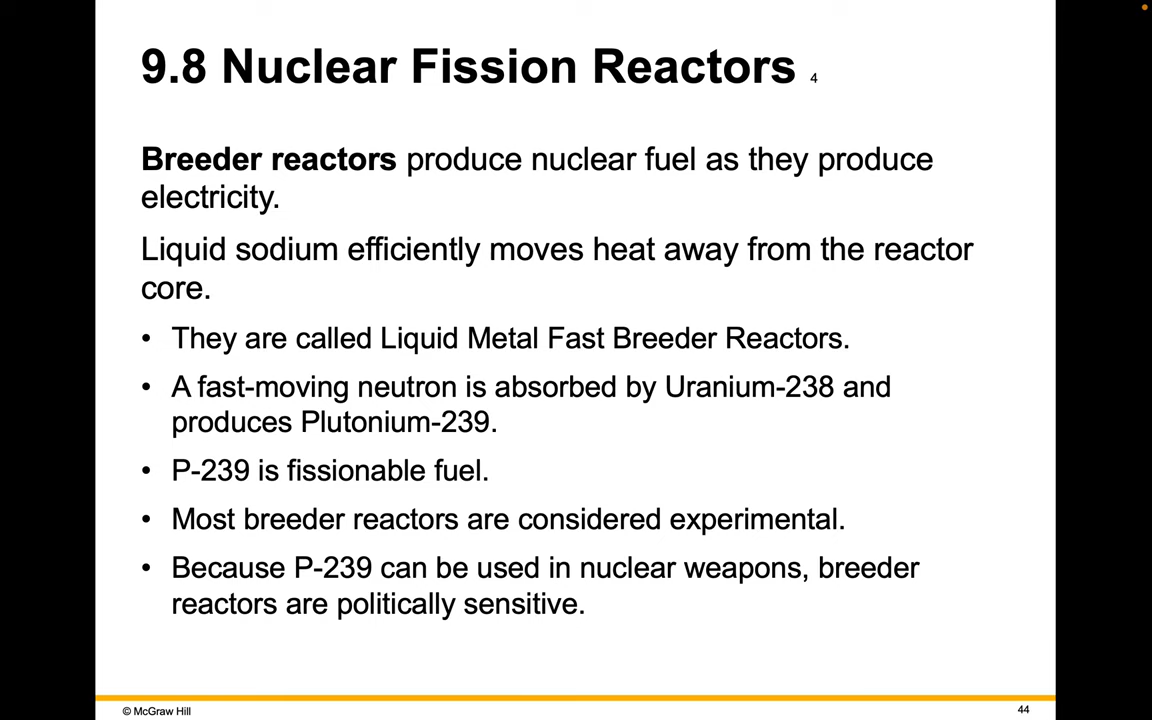 9.8 Nuclear Fission Reactors 4
Breeder reactors produce nuclear fuel as they produce
electricity.
Liquid sodium efficiently moves heat away from the reactor
core.
• They are called Liquid Metal Fast Breeder Reactors.
• A fast-moving neutron is absorbed by Uranium-238 and
produces Plutonium-239.
• P-239 is fissionable fuel.
• Most breeder reactors are considered experimental.
• Because P-239 can be used in nuclear weapons, breeder
reactors are politically sensitive.
© McGraw Hill
44